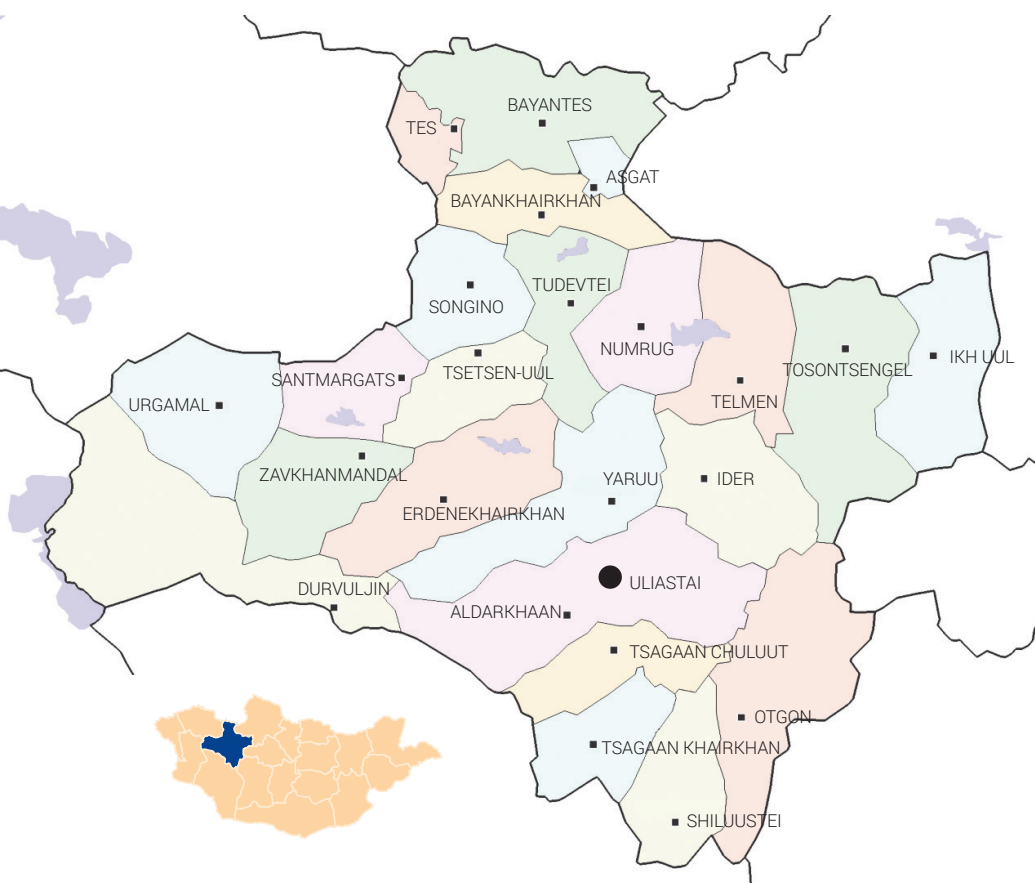 BAYANTES
TES
ASGAT
BAYANKHAIRKHAN
TUDEVTEI
SONGINO
NUMRUG
IKH UUL
TOSONTSENGEL
TSETSEN-UUL
SANTMARGATS
TELMEN
URGAMAL
ZAVKHANMANDAL
YARUU
IDER
ERDENEKHAIRKHAN
ULIASTAI
DURVULJIN
ALDARKHAAN
TSAGAAN CHULUUT
OTGON
TSAGAAN KHAIRKHAN
SHILUUSTEI